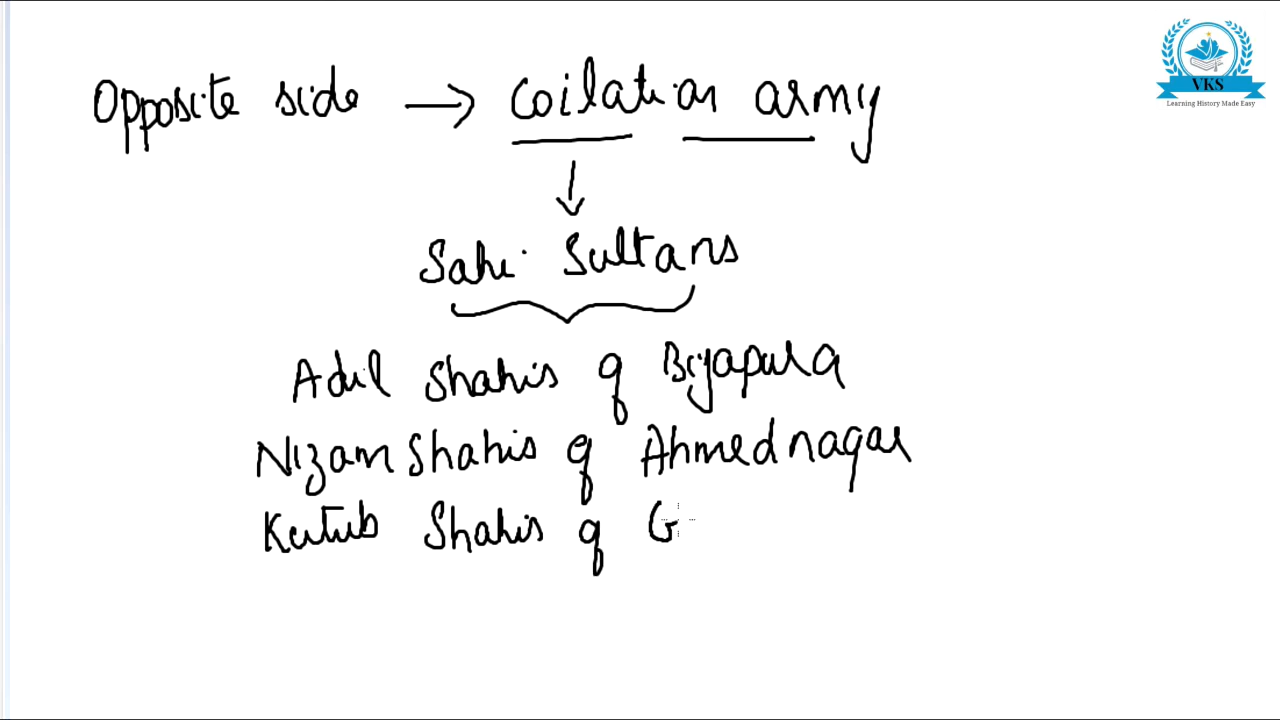 Opposite side → coilation army
VKS
Learning History Made Easy
↓
Sahi Sultans
Adil Shahis of Bijapura
Nizam Shahis of Ahmednagar
Kutub Shahis of G